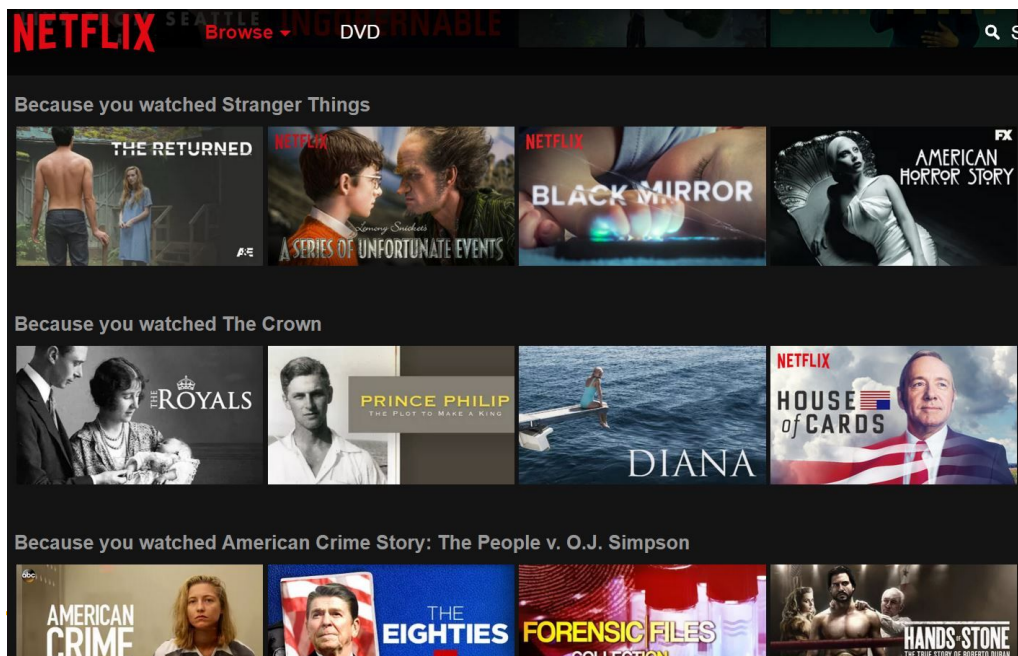 SEATTLE
INGOBERNABLE
NETFLIX Browse DVD S
Because you watched Stranger Things
THE RETURNED
A&E
NETFLIX
Lemony Snicket's
A SERIES OF UNFORTUNATE EVENTS
NETFLIX
BLACK MIRROR
FX
AMERICAN
HORROR STORY
Because you watched The Crown
THE ROYALS
PRINCE PHILIP
THE PLOT TO MAKE A KING
DIANA
NETFLIX
HOUSE
of CARDS
Because you watched American Crime Story: The People v. O.J. Simpson
abc
AMERICAN
CRIME
THE
EIGHTIES
FORENSIC FILES
COLLECTION
HANDS OF STONE
THE TRUE STORY OF ROBERTO DURAN